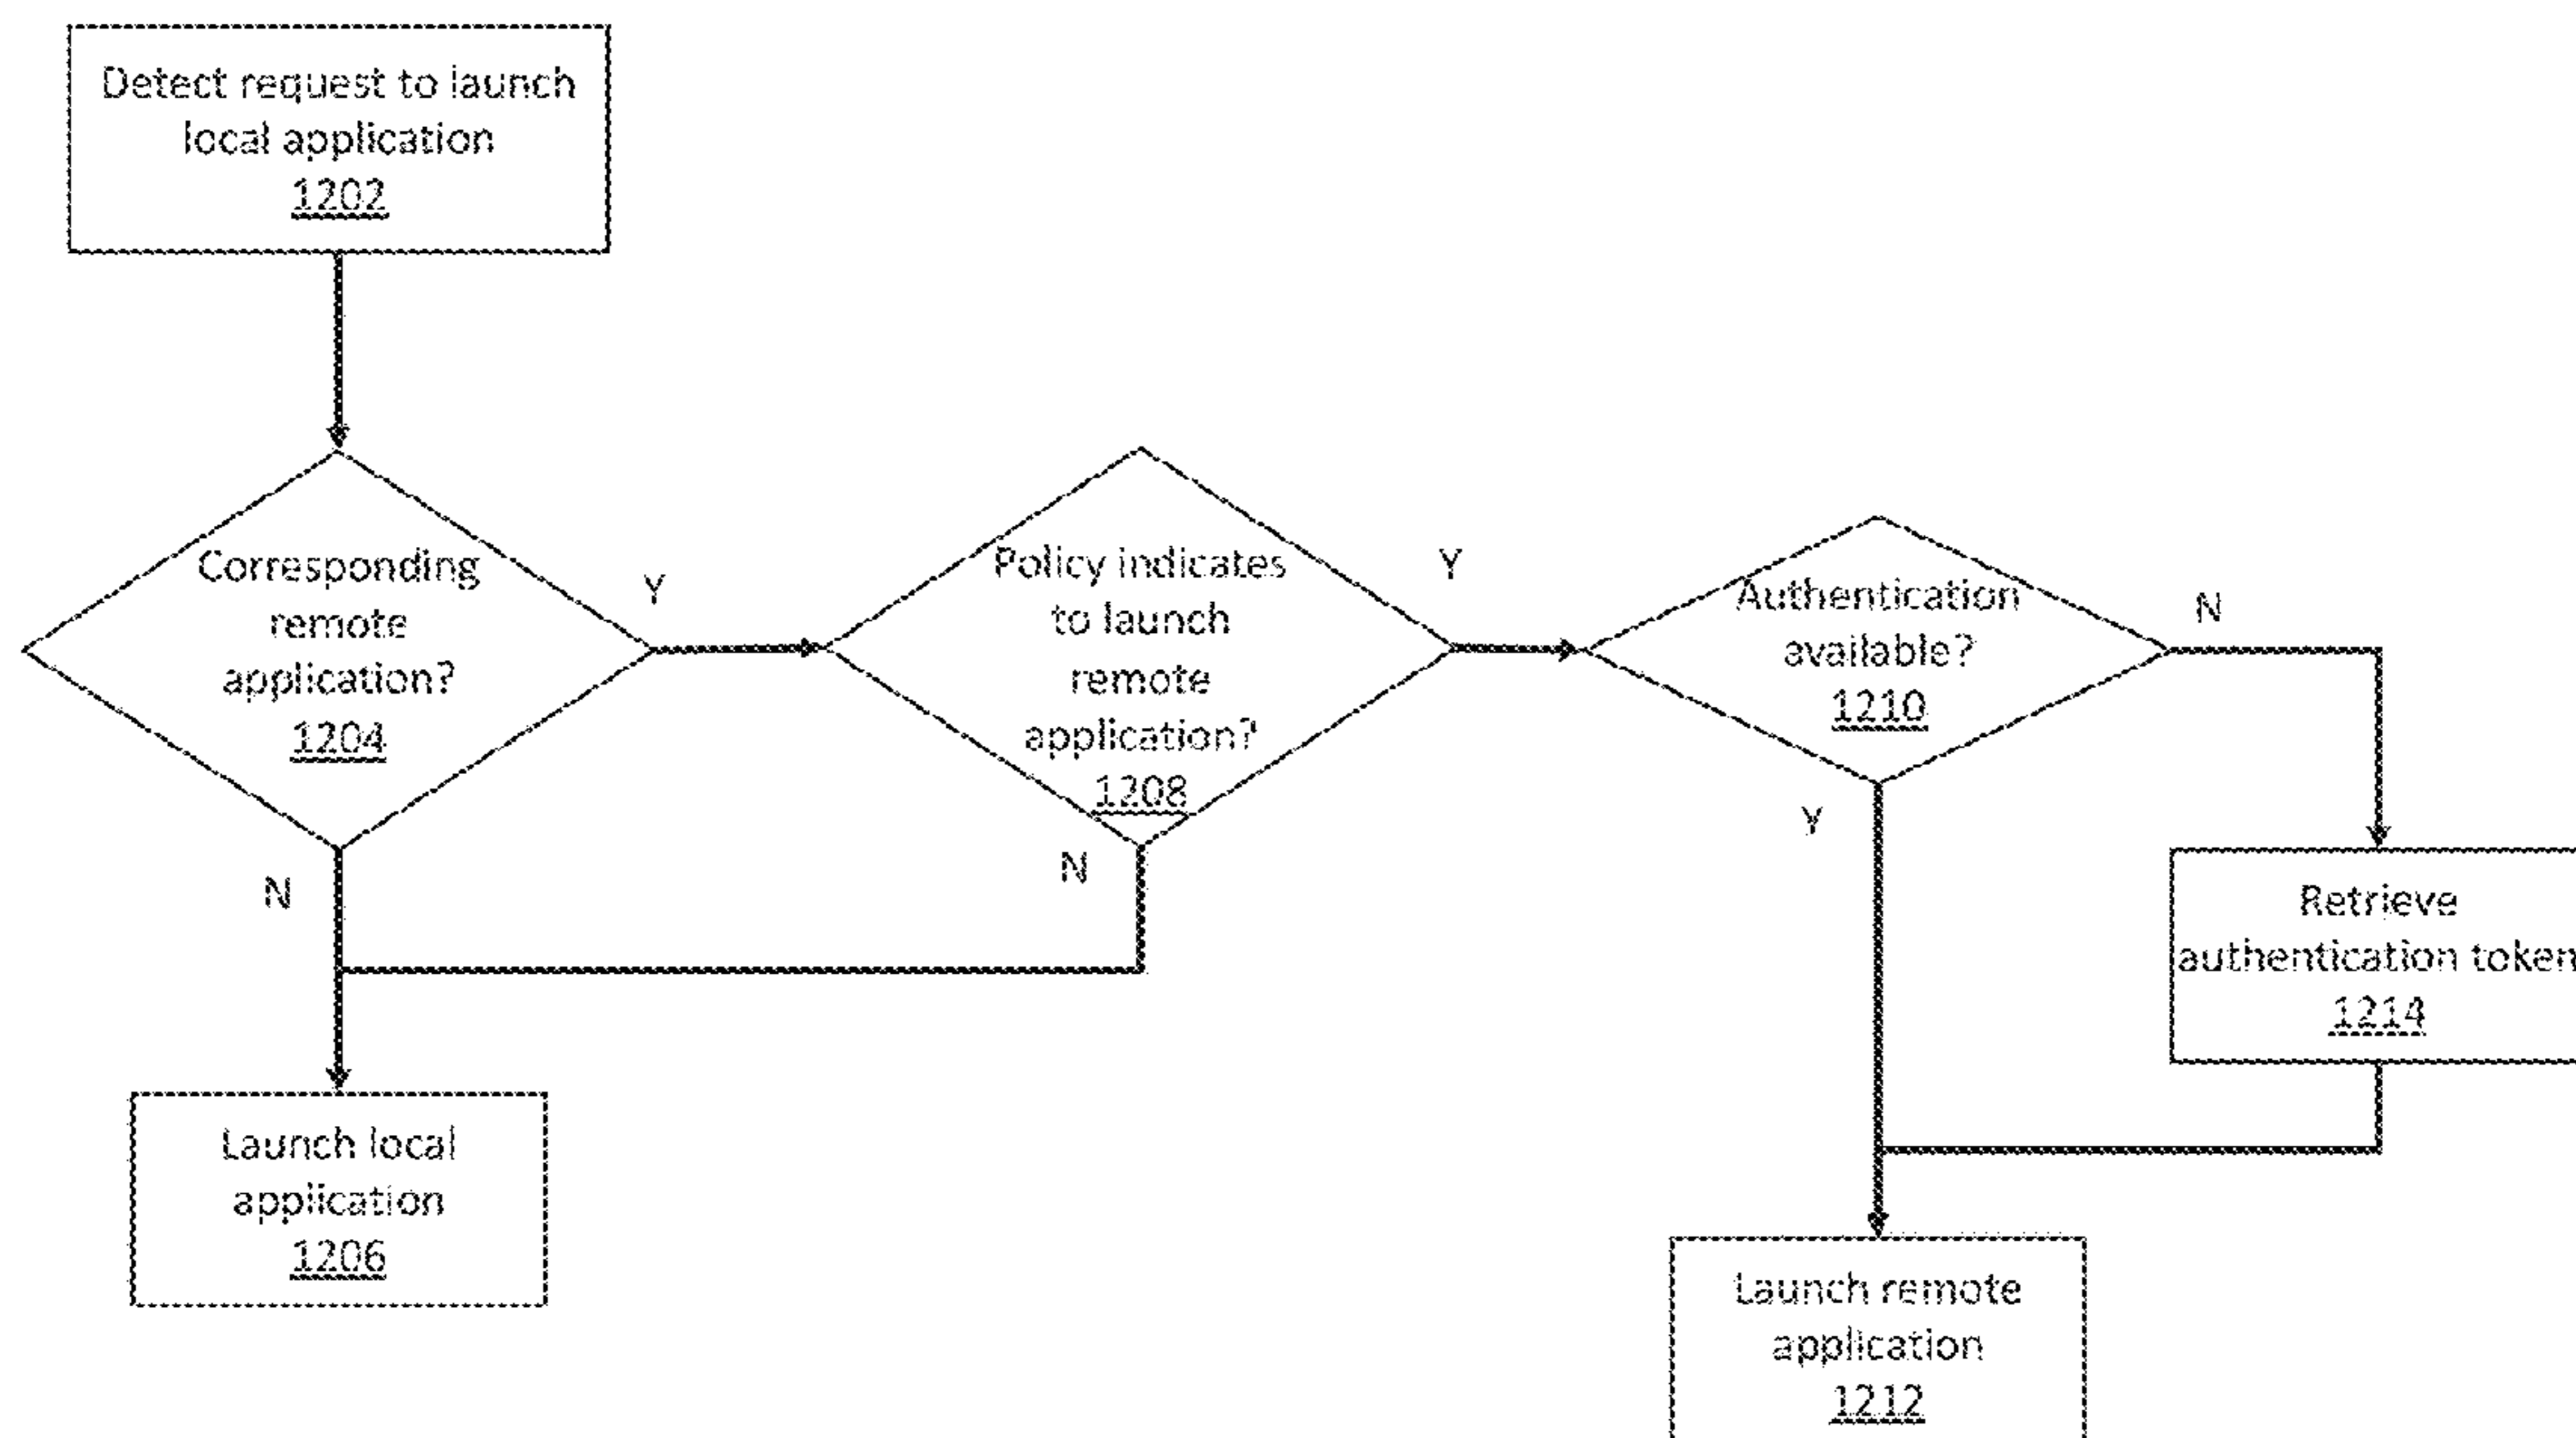 Detect request to launch
local application
1202
Corresponding
remote
application?
1204
Y
N
Policy indicates
to launch
remote
application?
1208
Y
N
Authentication
available?
1210
N
Y
Retrieve
authentication token
1214
Launch local
application
1206
Launch remote
application
1212